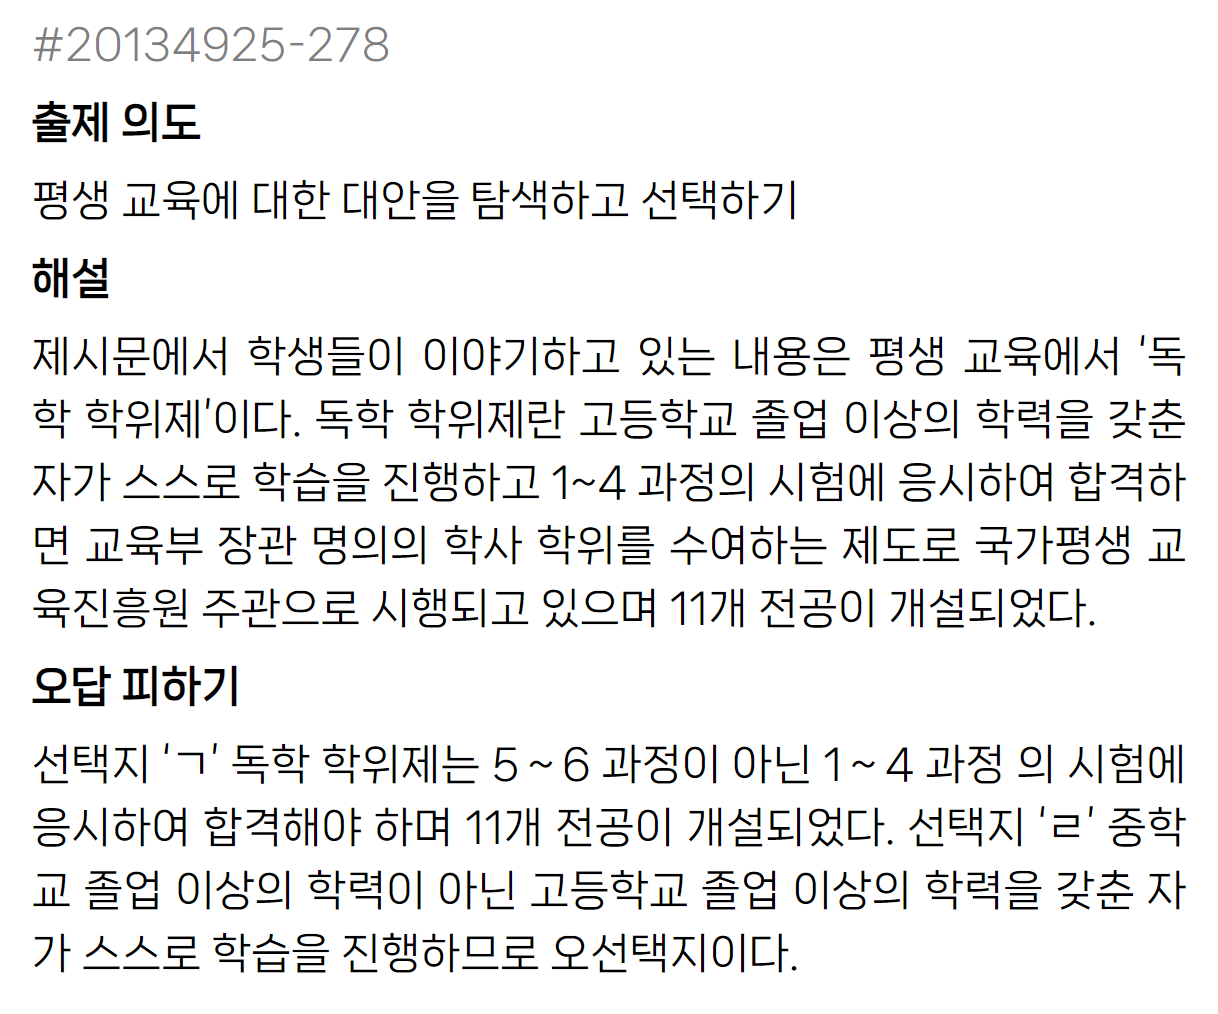 #20134925-278
출제 의도
평생 교육에 대한 대안을 탐색하고 선택하기
해설
제시문에서 학생들이 이야기하고 있는 내용은 평생 교육에서 ‘독
학 학위제’이다. 독학 학위제란 고등학교 졸업 이상의 학력을 갖춘
자가 스스로 학습을 진행하고 1~4 과정의 시험에 응시하여 합격하
면 교육부 장관 명의의 학사 학위를 수여하는 제도로 국가평생 교
육진흥원 주관으로 시행되고 있으며 11개 전공이 개설되었다.
오답 피하기
선택지 ‘ㄱ’ 독학 학위제는 5 ~ 6 과정이 아닌 1 ~ 4 과정 의 시험에
응시하여 합격해야 하며 11개 전공이 개설되었다. 선택지 ‘ㄹ’ 중학
교 졸업 이상의 학력이 아닌 고등학교 졸업 이상의 학력을 갖춘 자
가 스스로 학습을 진행하므로 오선택지이다.